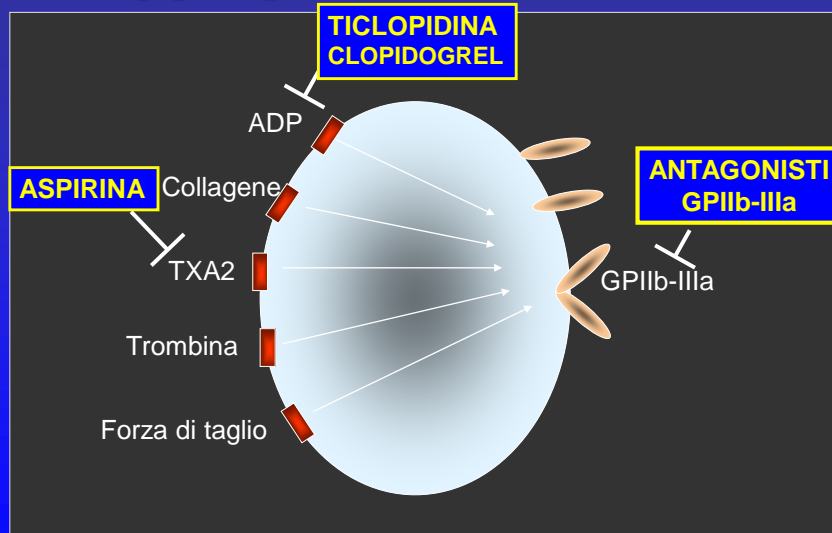 TICLOPIDINA
CLOPIDOGREL
ADP
ASPIRINA
Collagene
ANTAGONISTI
GPIIb-IIIa
TXA2
GPIIb-IIIa
Trombina
Forza di taglio